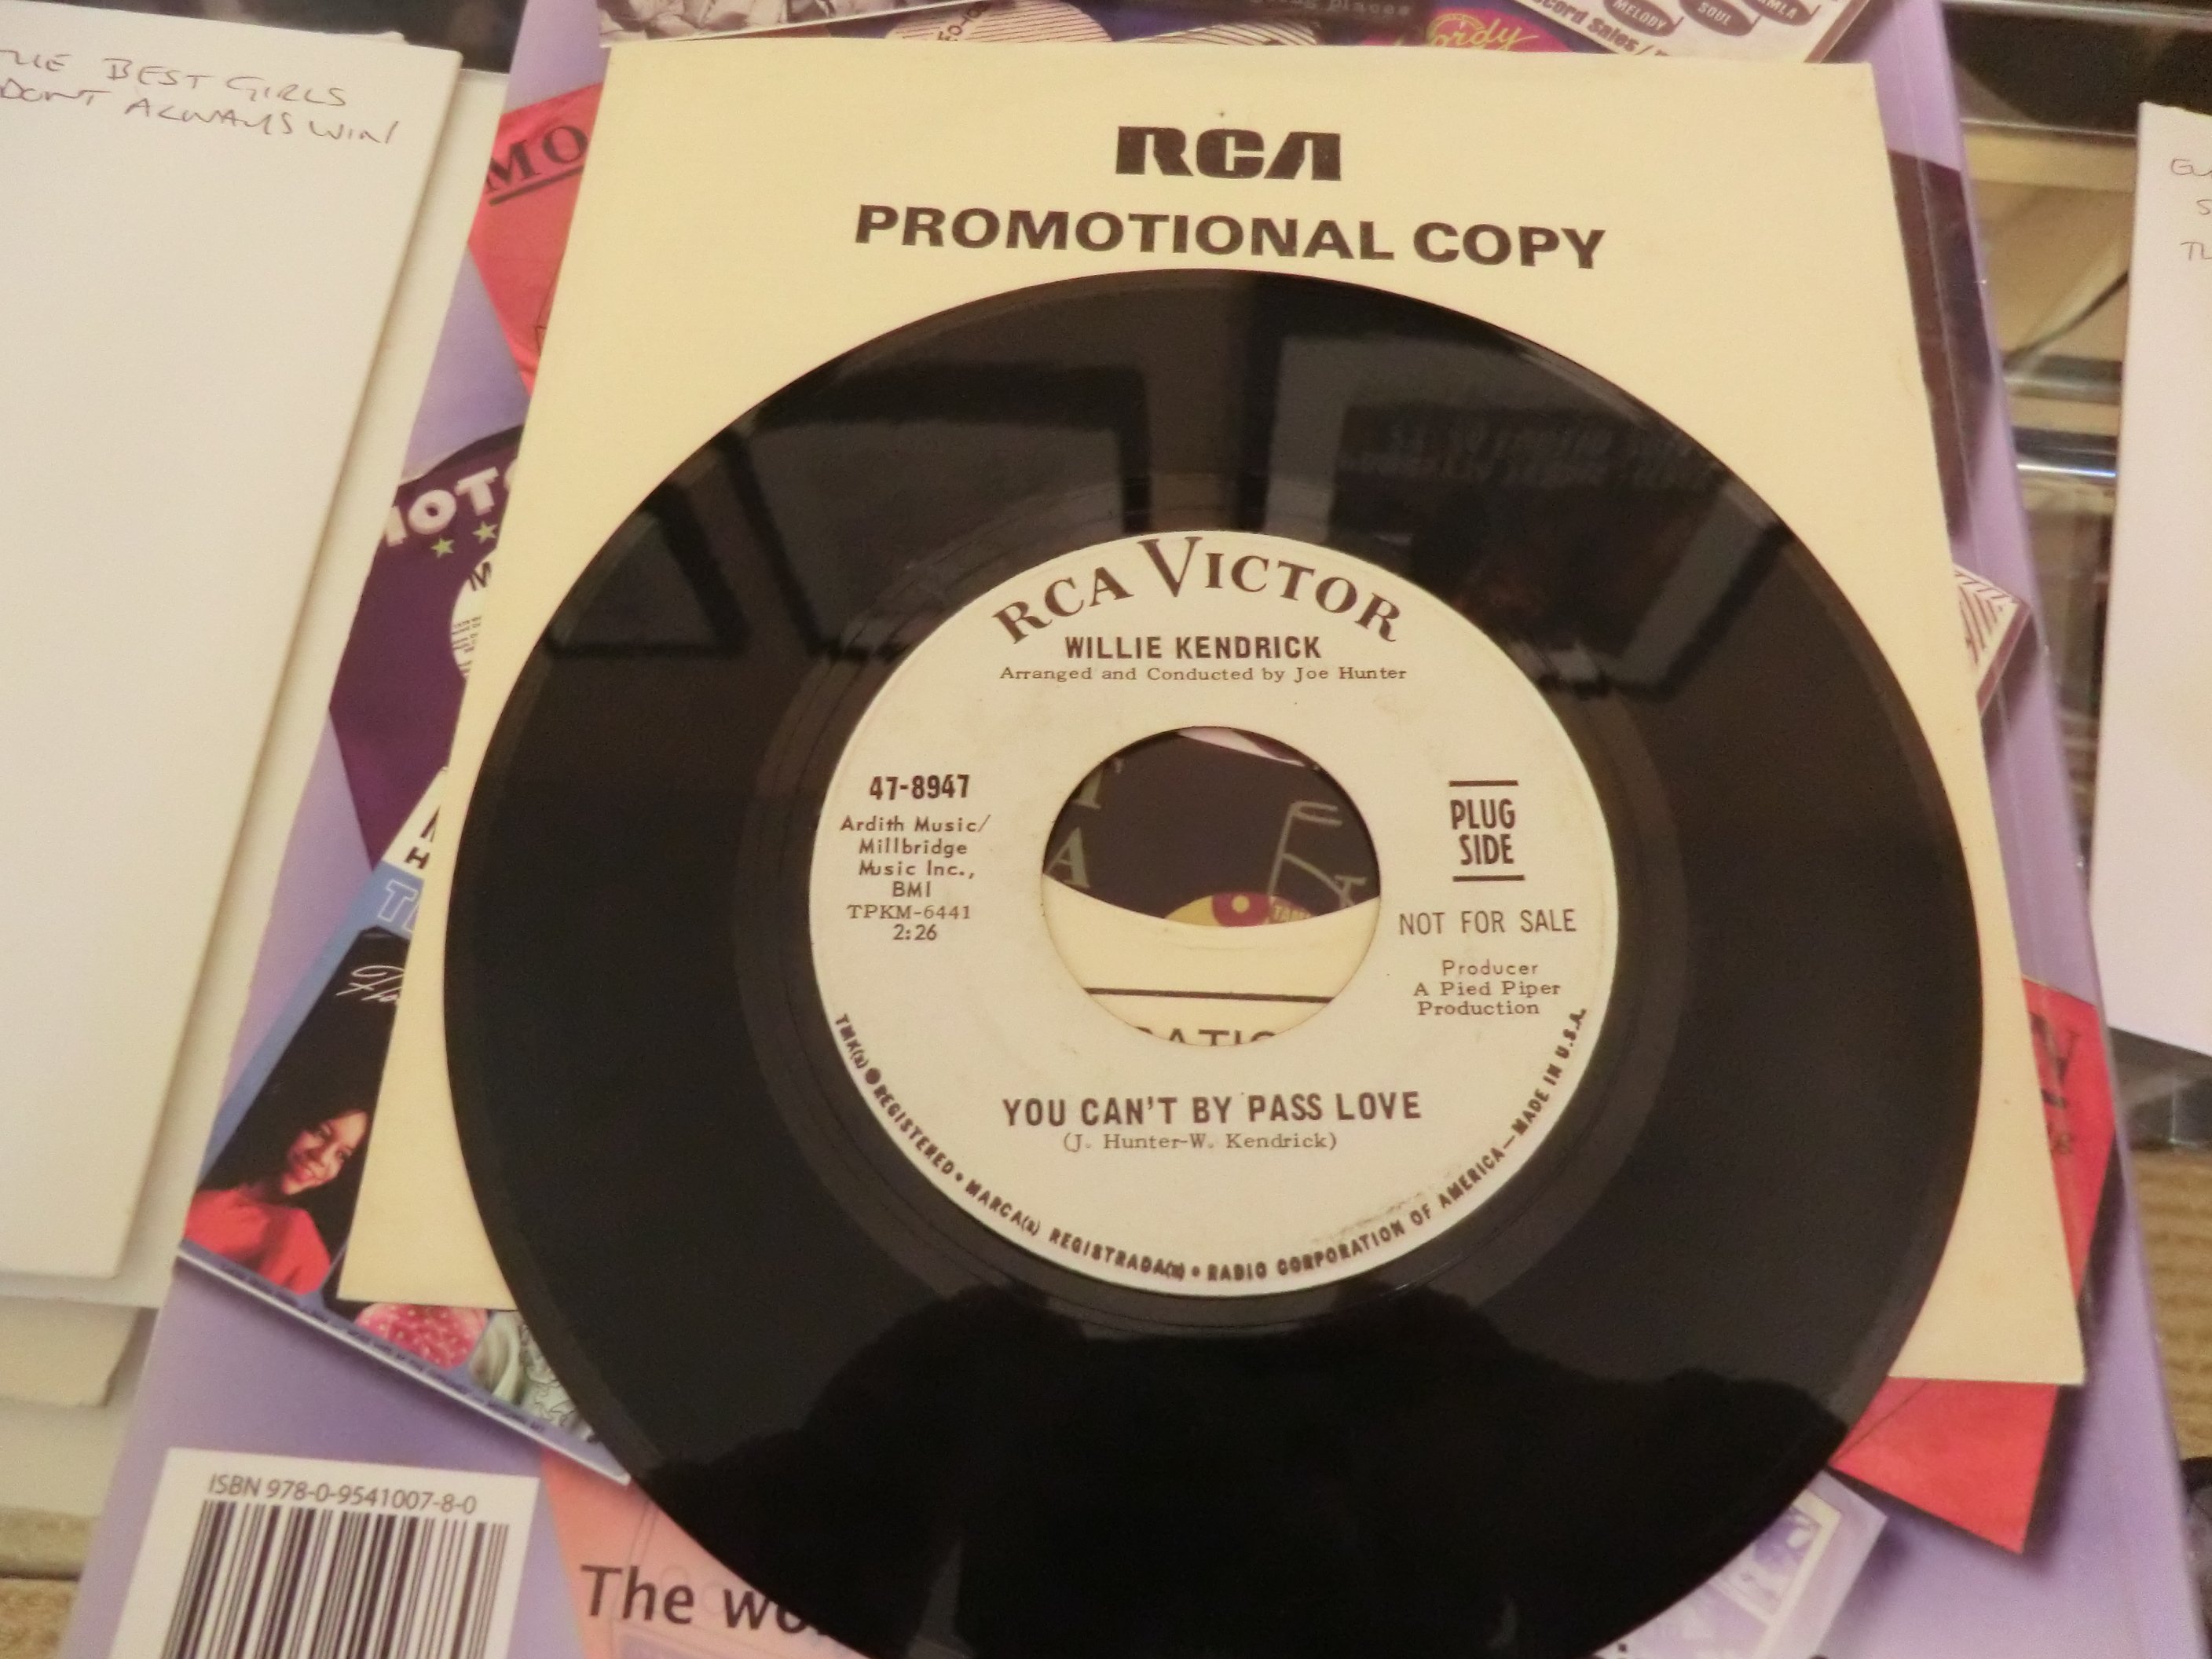 THE BEST GIRLS
DONT ALWAYS WIN
MELODY
SOUL
RCA
PROMOTIONAL COPY
RCA VICTOR
WILLIE KENDRICK
Arranged and Conducted by Joe Hunter
47-8947
Ardith Music/
Millbridge
Music Inc.,
BMI
TPKM-6441
2:26
PLUG
SIDE
NOT FOR SALE
Producer
A Pied Piper
Production
YOU CAN'T BY PASS LOVE
(J. Hunter-W. Kendrick)
TMK(s) ® REGISTERED • MARCA(s) REGISTRADA(s) • RADIO CORPORATION OF AMERICA—MADE IN U.S.A.
ISBN 978-0-9541007-8-0
The